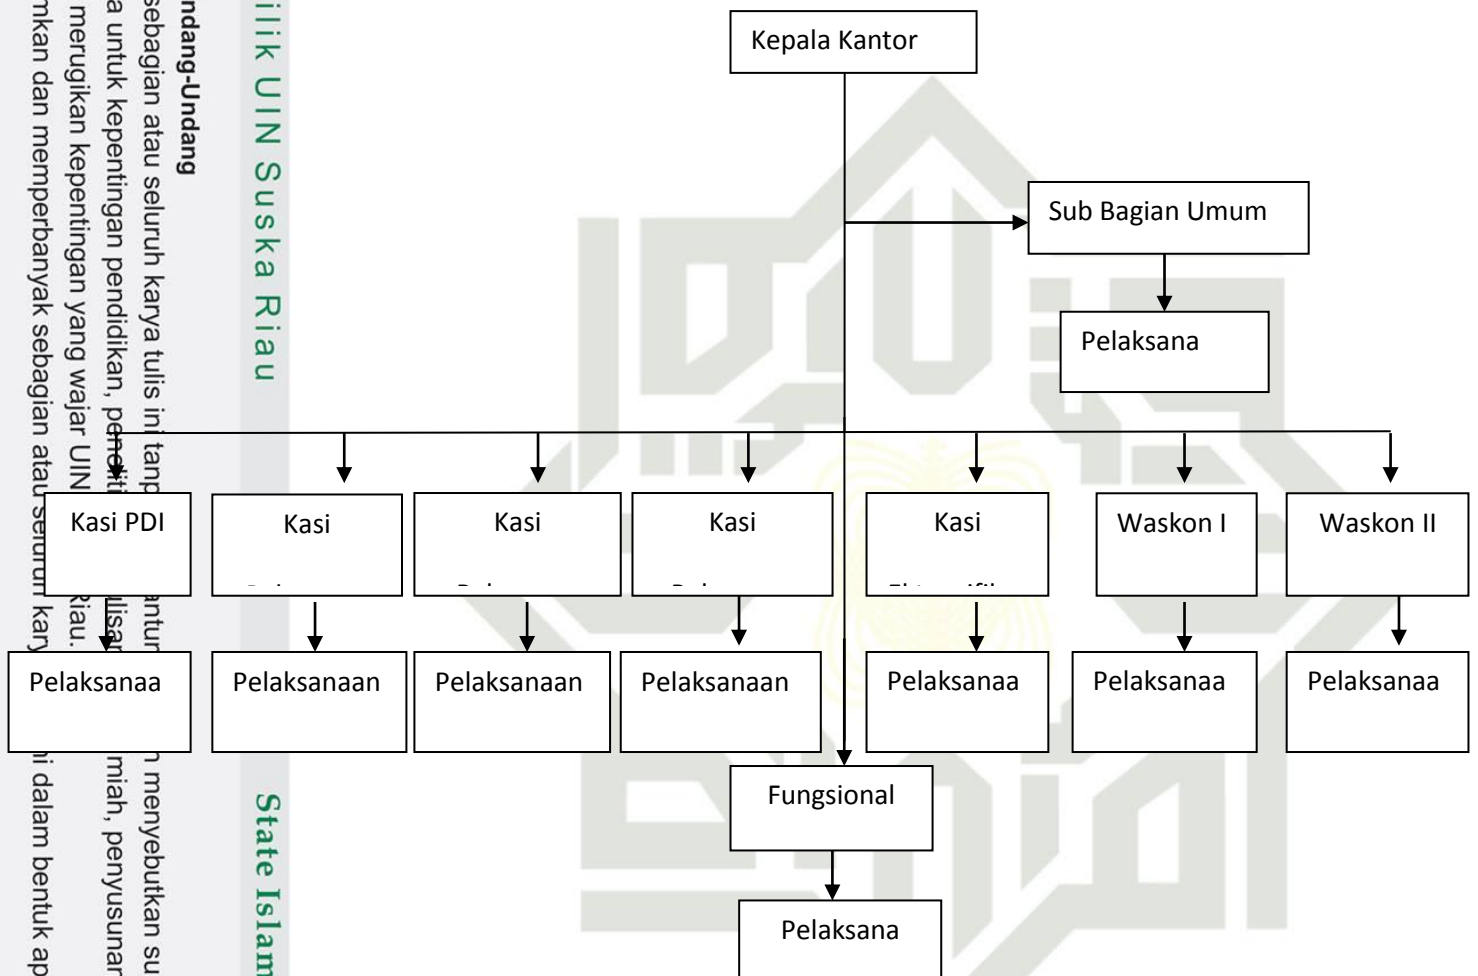 Kepala Kantor
Sub Bagian Umum
Pelaksana
Kasi PDI
Kasi
Kasi
Kasi
Kasi
Waskon I
Waskon II
Pelaksanaa
Pelaksanaan
Pelaksanaan
Pelaksanaan
Pelaksanaa
Pelaksanaa
Pelaksanaa
Fungsional
Pelaksana
ilik UIN Suska Riau
State Islam
ndang-Undang
sebagian atau seluruh karya tulis ini menyebutkan su
a untuk kepentingan pendidikan, miah, penyusunan
merugikan kepentingan yang wajar UIN Riau.
mkan dan memperbanyak sebagian atau seluruh dalam bentuk ap